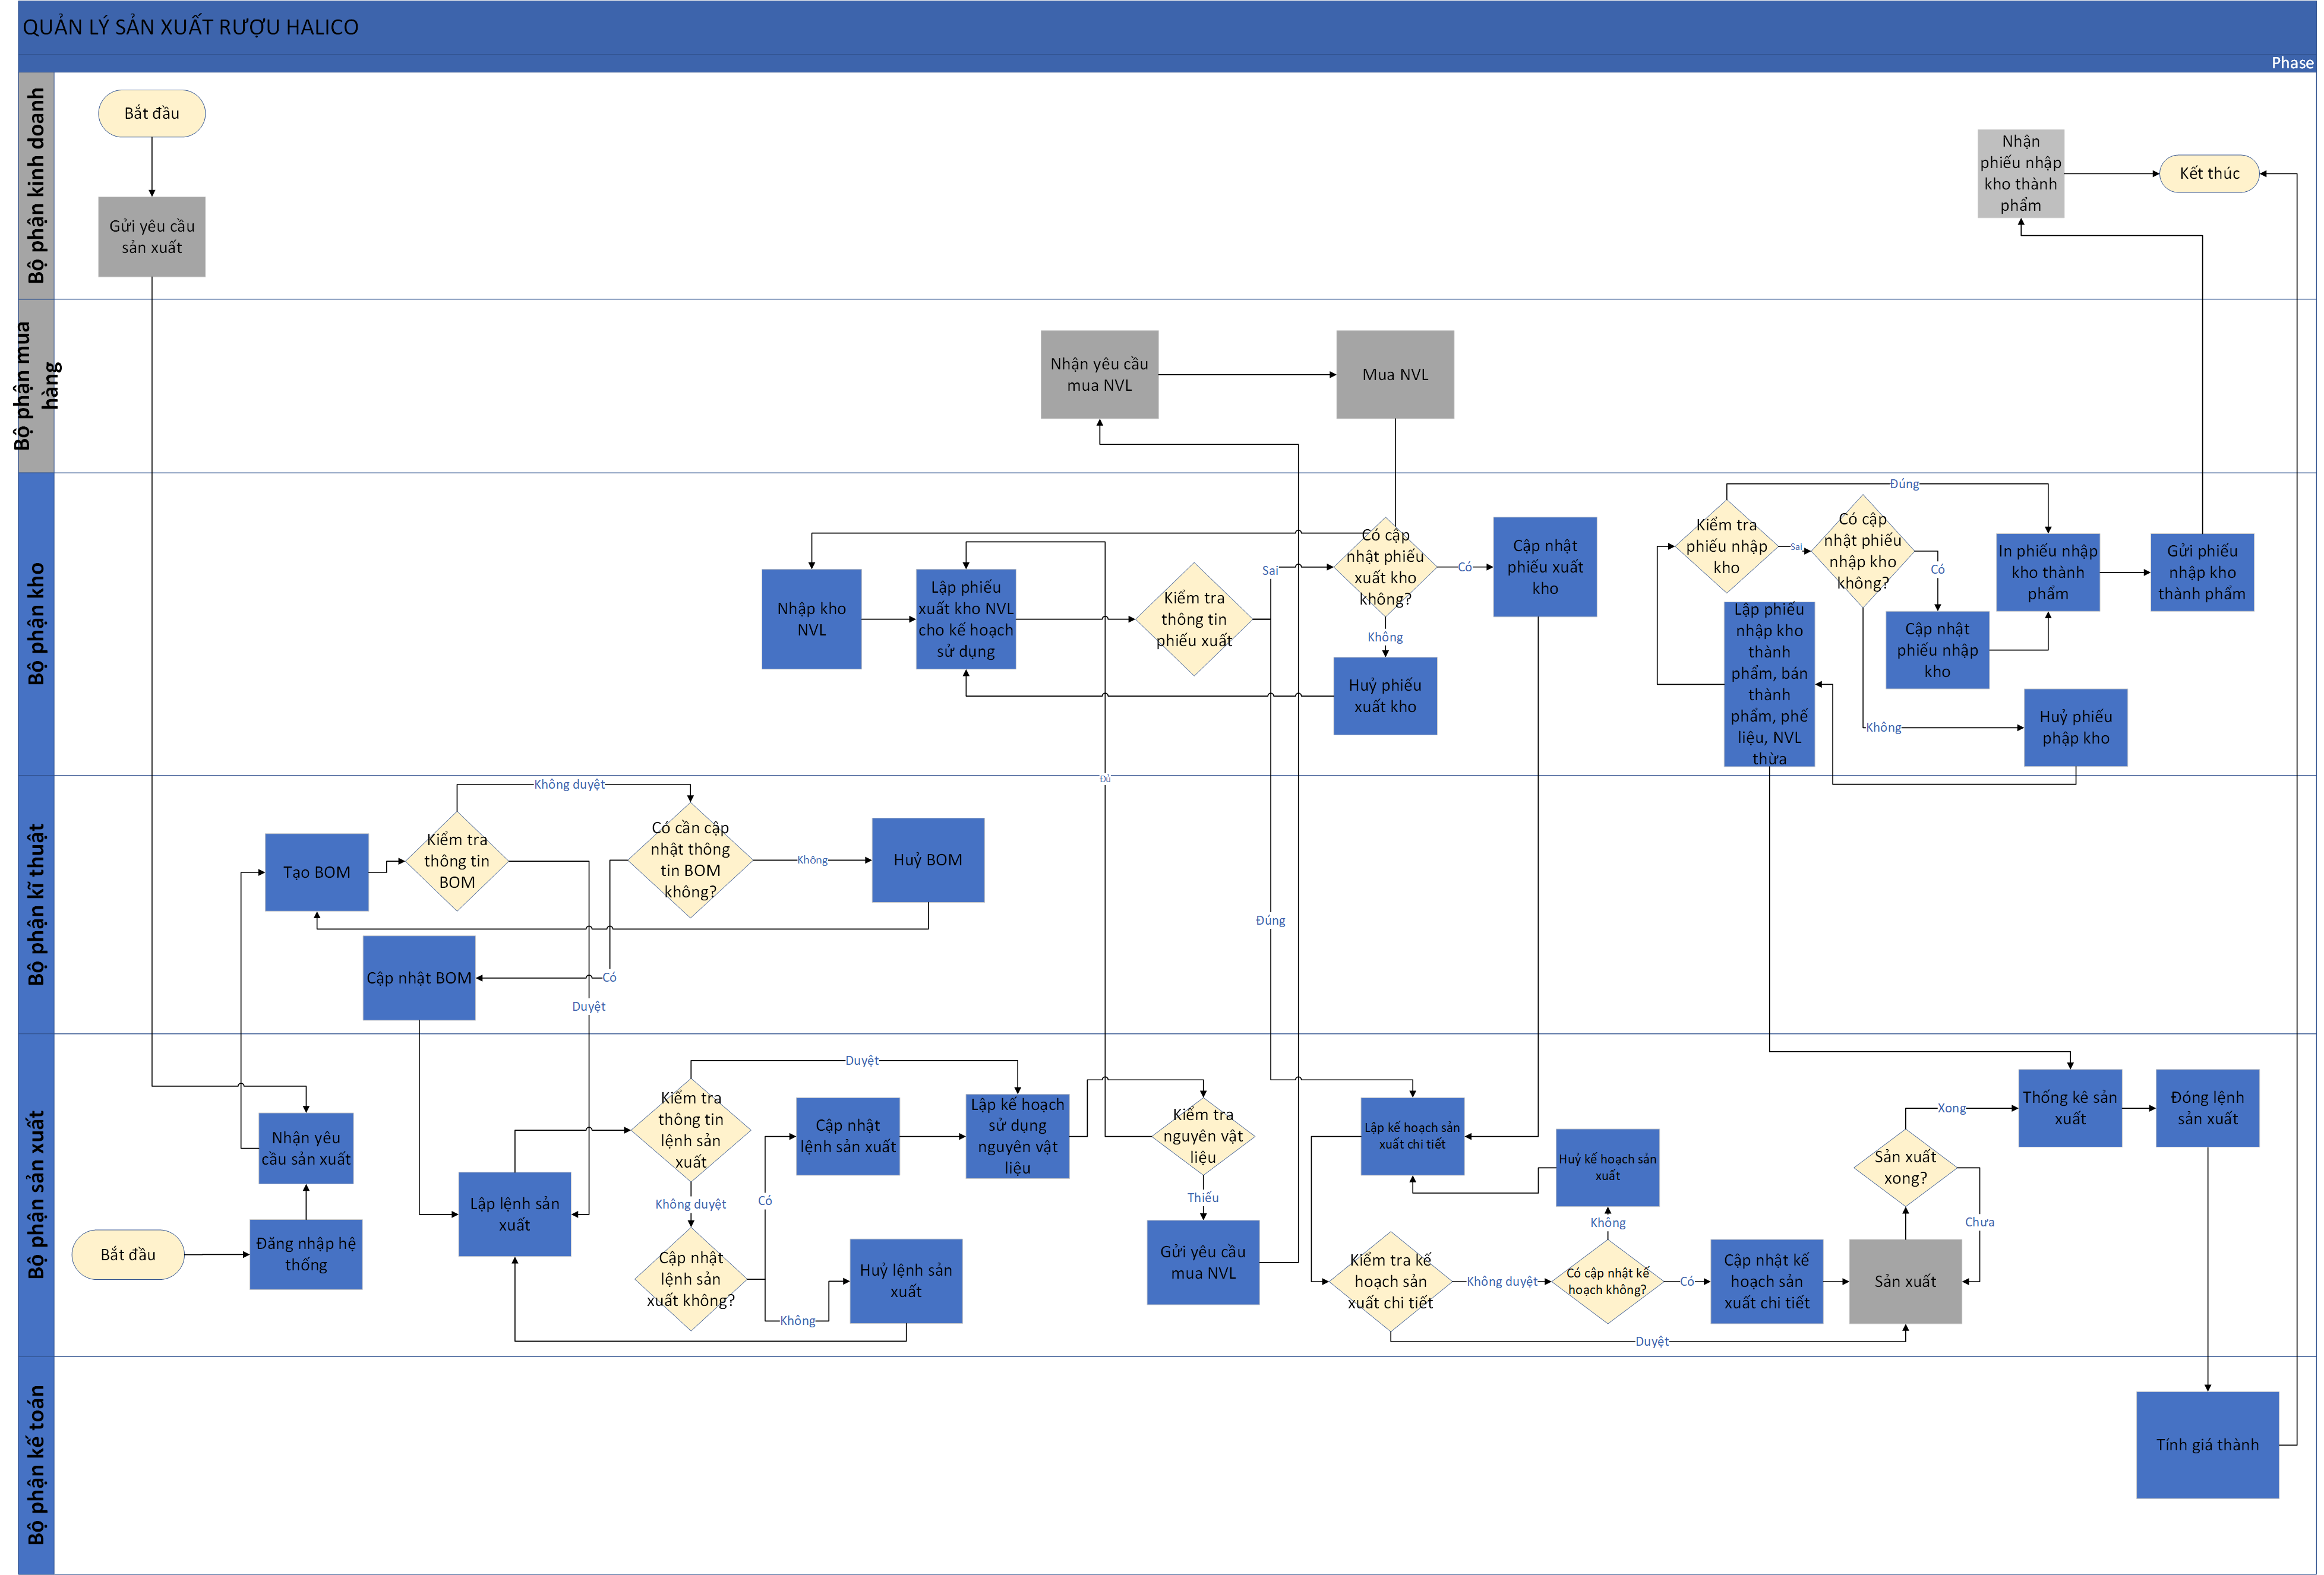 QUẢN LÝ SẢN XUẤT RƯỢU HALICO
Phase
Bộ phận kinh doanh
Bắt đầu
Gửi yêu cầu
sản xuất
Nhận
phiếu nhập
kho thành
phẩm
Kết thúc
Bộ phận mua
hàng
Nhận yêu cầu
mua NVL
Mua NVL
Bộ phận kho
Nhập kho
NVL
Lập phiếu
xuất kho NVL
cho kế hoạch
sử dụng
Kiểm tra
thông tin
phiếu xuất
Sai
Có cập
nhật phiếu
xuất kho
không?
Có
Cập nhật
phiếu xuất
kho
Không
Huỷ phiếu
xuất kho
Đúng
Kiểm tra
phiếu nhập
kho
Sai
Có cập
nhật phiếu
nhập kho
không?
Có
Cập nhật
phiếu nhập
kho
In phiếu nhập
kho thành
phẩm
Gửi phiếu
nhập kho
thành phẩm
Lập phiếu
nhập kho
thành
phẩm, bán
thành
phẩm, phế
liệu, NVL
thừa
Không
Huỷ phiếu
phập kho
Đủ
Bộ phận kĩ thuật
Không duyệt
Tạo BOM
Kiểm tra
thông tin
BOM
Có cần cập
nhật thông
tin BOM
không?
Không
Huỷ BOM
Cập nhật BOM
Có
Duyệt
Đúng
Bộ phận sản xuất
Nhận yêu
cầu sản xuất
Bắt đầu
Đăng nhập hệ
thống
Lập lệnh sản
xuất
Duyệt
Kiểm tra
thông tin
lệnh sản
xuất
Không duyệt
Cập nhật
lệnh sản
xuất không?
Có
Cập nhật
lệnh sản xuất
Không
Huỷ lệnh sản
xuất
Lập kế hoạch
sử dụng
nguyên vật
liệu
Kiểm tra
nguyên vật
liệu
Thiếu
Gửi yêu cầu
mua NVL
Lập kế hoạch sản
xuất chi tiết
Huỷ kế hoạch sản
xuất
Không
Kiểm tra kế
hoạch sản
xuất chi tiết
Không duyệt
Có cập nhật kế
hoạch không?
Có
Cập nhật kế
hoạch sản
xuất chi tiết
Sản xuất
Duyệt
Sản xuất
xong?
Xong
Chưa
Thống kê sản
xuất
Đóng lệnh
sản xuất
Bộ phận kế toán
Tính giá thành